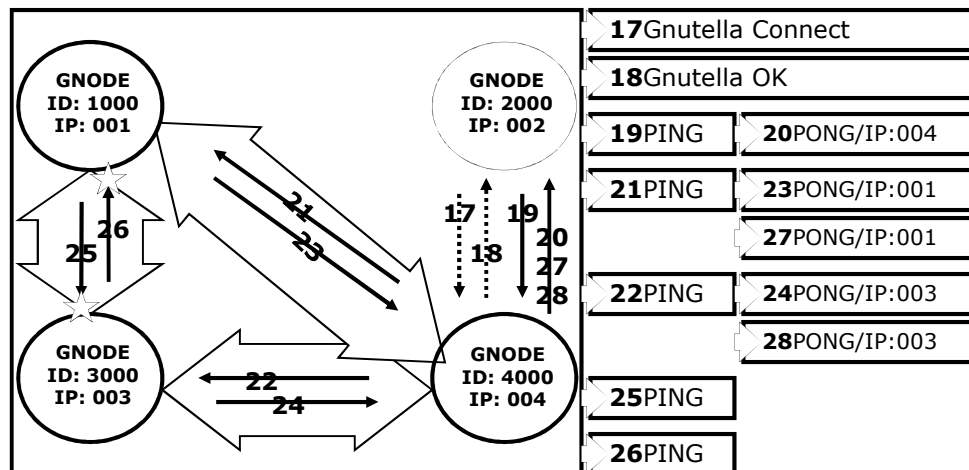 GNODE
ID: 1000
IP: 001
GNODE
ID: 2000
IP: 002
21
23
17
18
19
20
27
28
25
26
GNODE
ID: 3000
IP: 003
22
24
GNODE
ID: 4000
IP: 004
17Gnutella Connect
18Gnutella OK
19PING
20PONG/IP:004
21PING
23PONG/IP:001
27PONG/IP:001
22PING
24PONG/IP:003
28PONG/IP:003
25PING
26PING